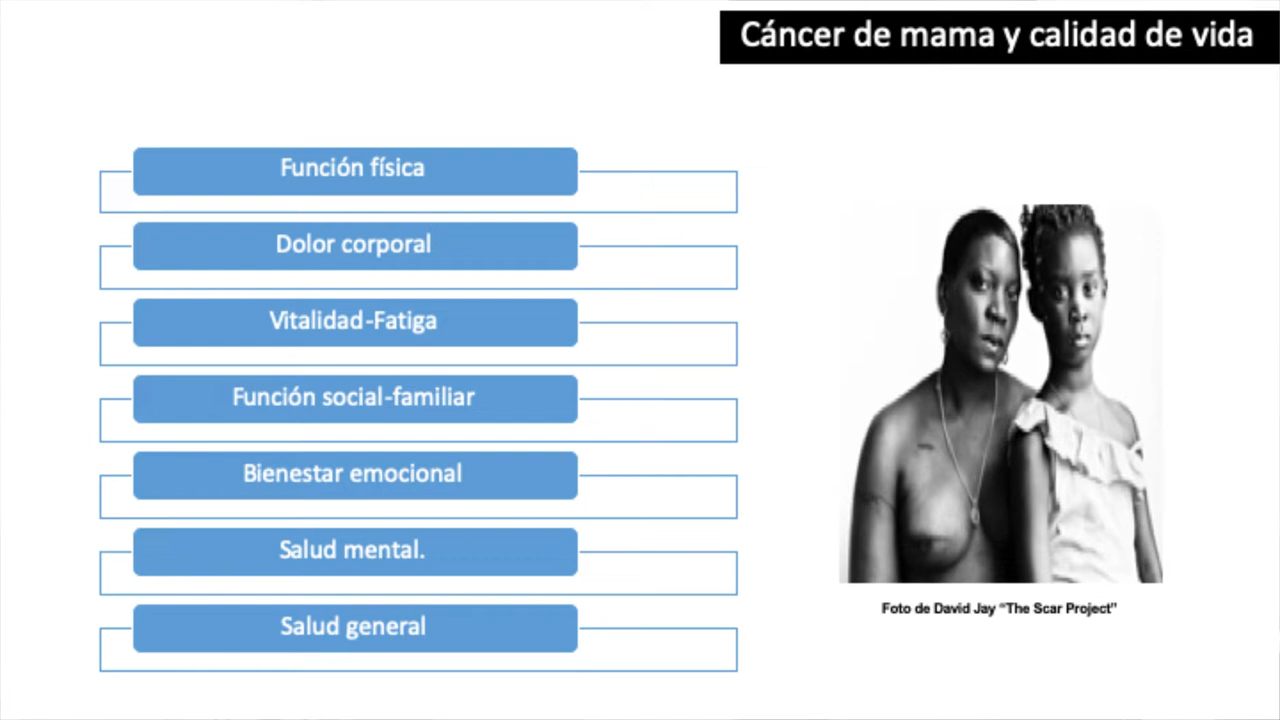 Cáncer de mama y calidad de vida
Función física
Dolor corporal
Vitalidad-Fatiga
Función social-familiar
Bienestar emocional
Salud mental.
Salud general
Foto de David Jay “The Scar Project”